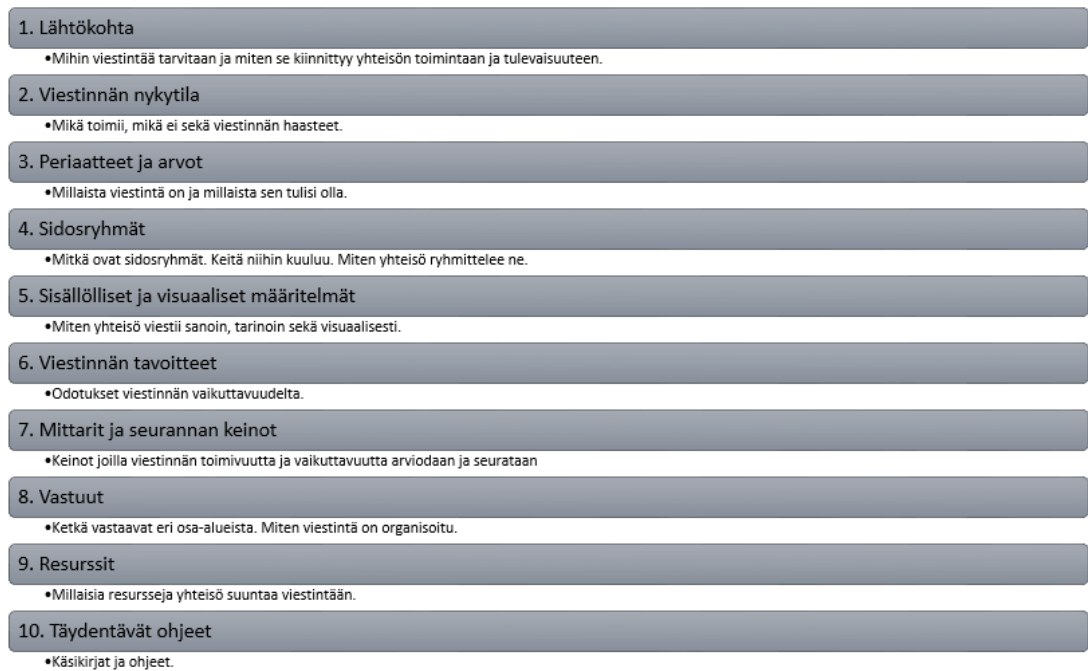 1. Lähtökohta
•Mihin viestintää tarvitaan ja miten se kiinnittyy yhteisön toimintaan ja tulevaisuuteen.
2. Viestinnän nykytila
•Mikä toimii, mikä ei sekä viestinnän haasteet.
3. Periaatteet ja arvot
•Millaista viestintä on ja millaista sen tulisi olla.
4. Sidosryhmät
•Mitkä ovat sidosryhmät. Keitä niihin kuuluu. Miten yhteisö ryhmittelee ne.
5. Sisällölliset ja visuaaliset määritelmät
•Miten yhteisö viestii sanoin, tarinoin sekä visuaalisesti.
6. Viestinnän tavoitteet
•Odotukset viestinnän vaikuttavuudelta.
7. Mittarit ja seurannan keinot
•Keinot joilla viestinnän toimivuutta ja vaikuttavuutta arviodaan ja seurataan
8. Vastuut
•Ketkä vastaavat eri osa-alueista. Miten viestintä on organisoitu.
9. Resurssit
•Millaisia resursseja yhteisö suuntaa viestintään.
10. Täydentävät ohjeet
•Käsikirjat ja ohjeet.